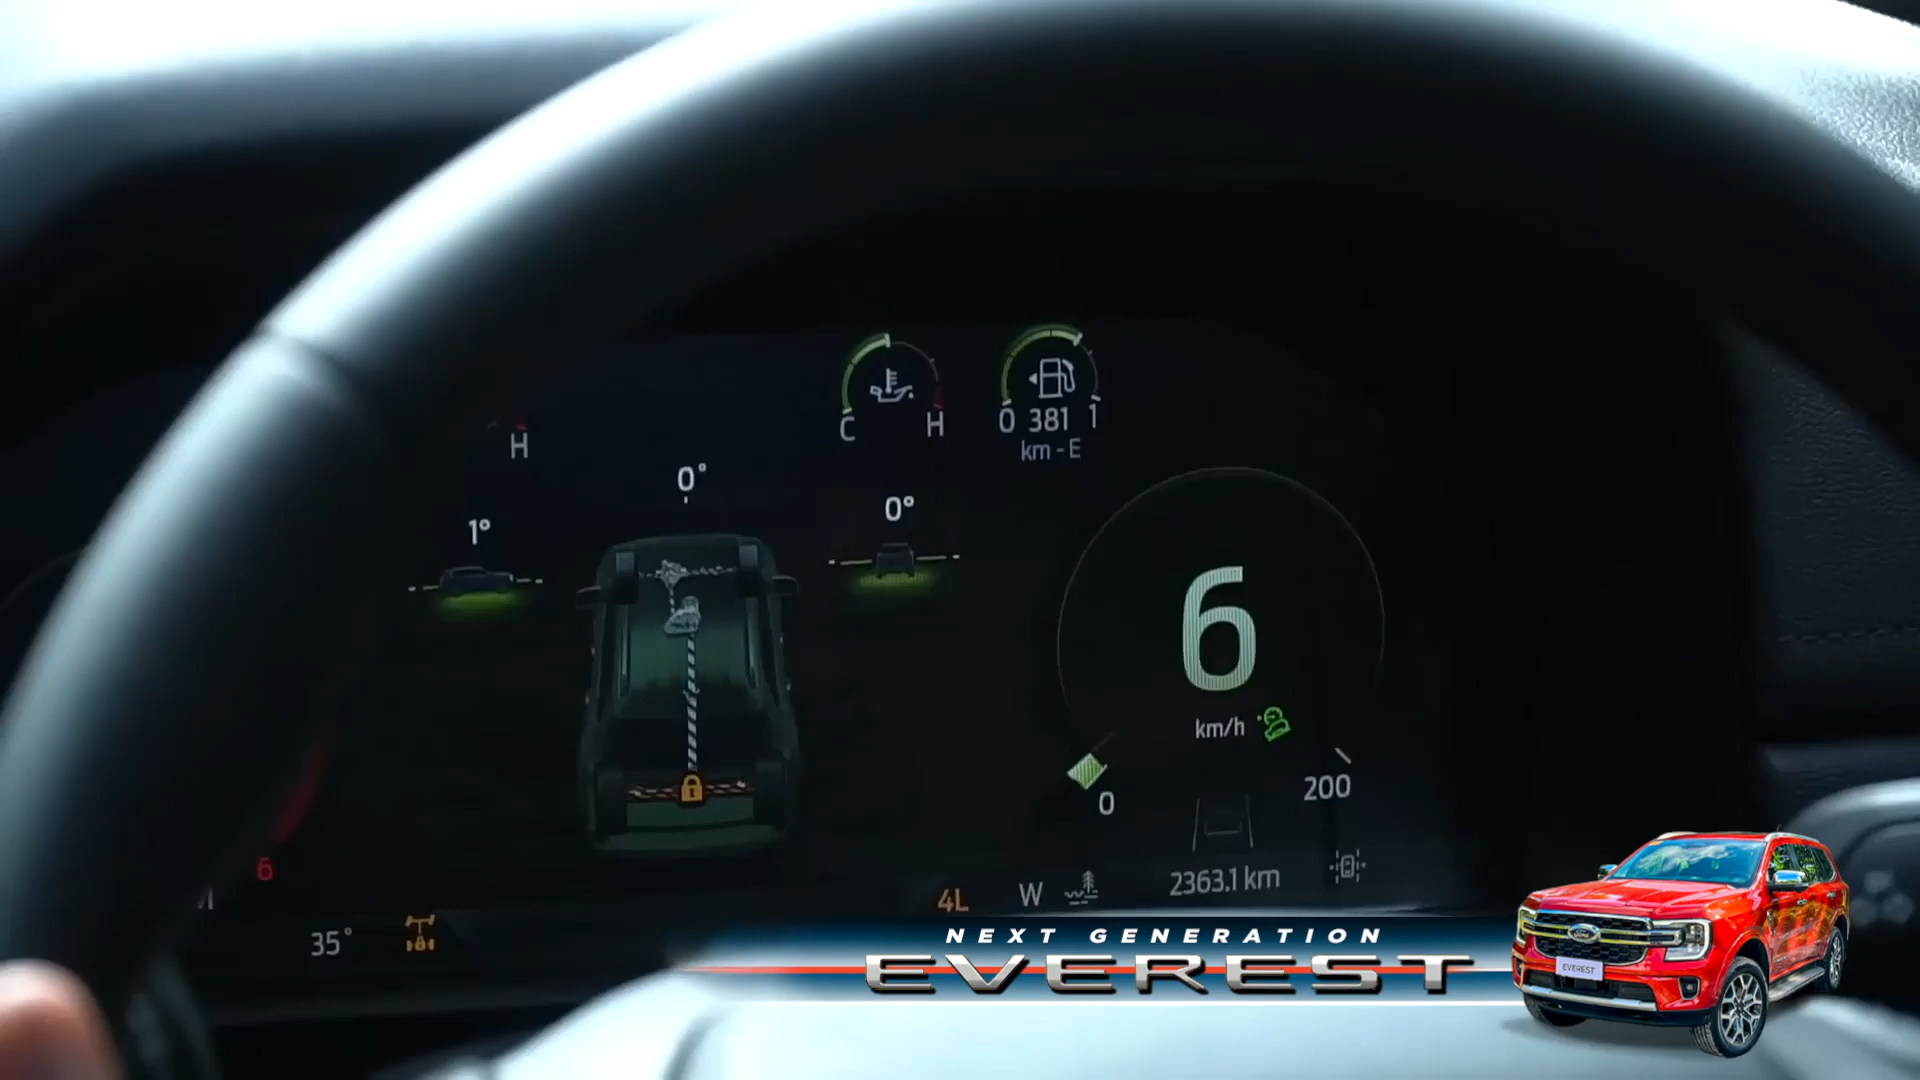 H
C H
0 381 1
km - E
0°
1°
0°
6
km/h
0
200
6
4L W
2363.1 km
35°
NEXT GENERATION
EVEREST
Ford
EVEREST